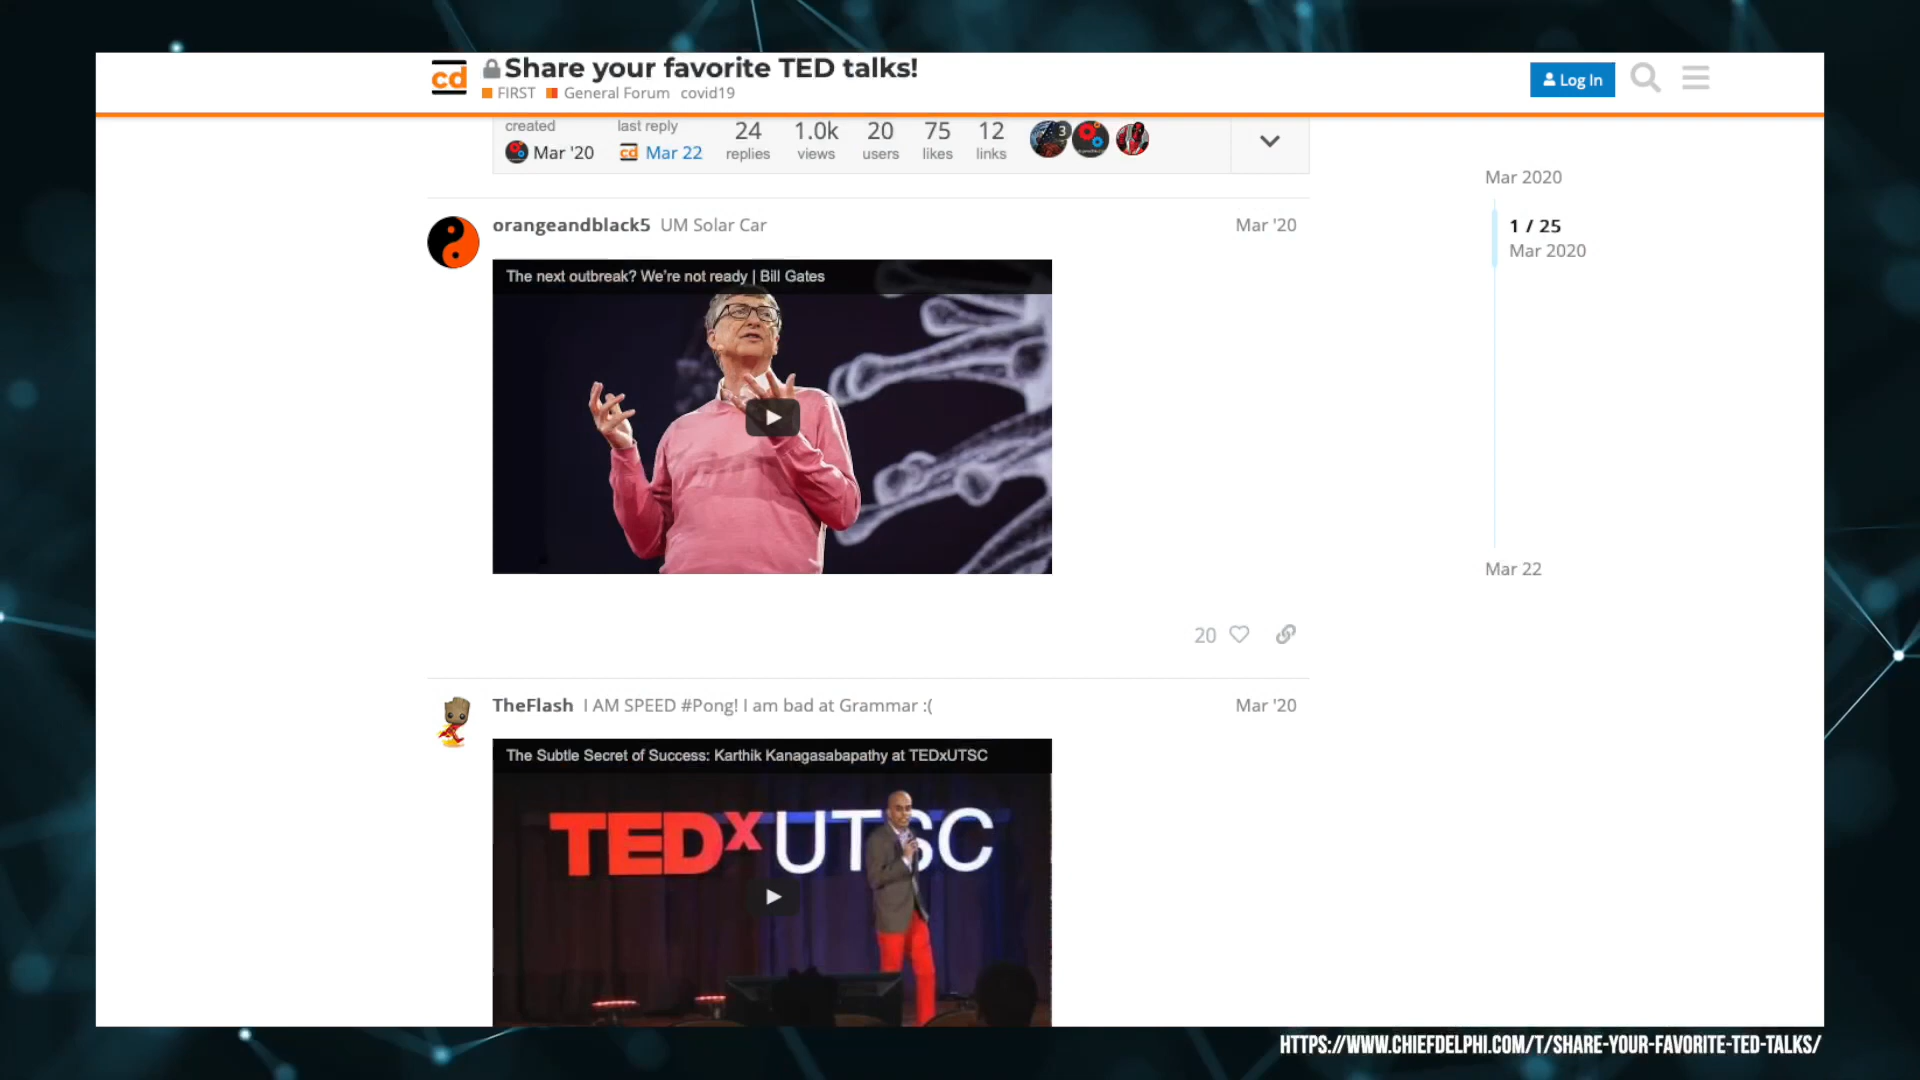 cd Share your favorite TED talks!
FIRST General Forum covid19
Log In
created last reply 24 1.0k 20 75 12 3
Mar '20 cd Mar 22 replies views users likes links
Mar 2020
orangeandblack5 UM Solar Car Mar '20
1 / 25
Mar 2020
The next outbreak? We're not ready | Bill Gates
Mar 22
20
TheFlash I AM SPEED #Pong! I am bad at Grammar :( Mar '20
The Subtle Secret of Success: Karthik Kanagasabapathy at TEDxUTSC
TEDx UTSC
HTTPS://WWW.CHIEFDELPHI.COM/T/SHARE-YOUR-FAVORITE-TED-TALKS/